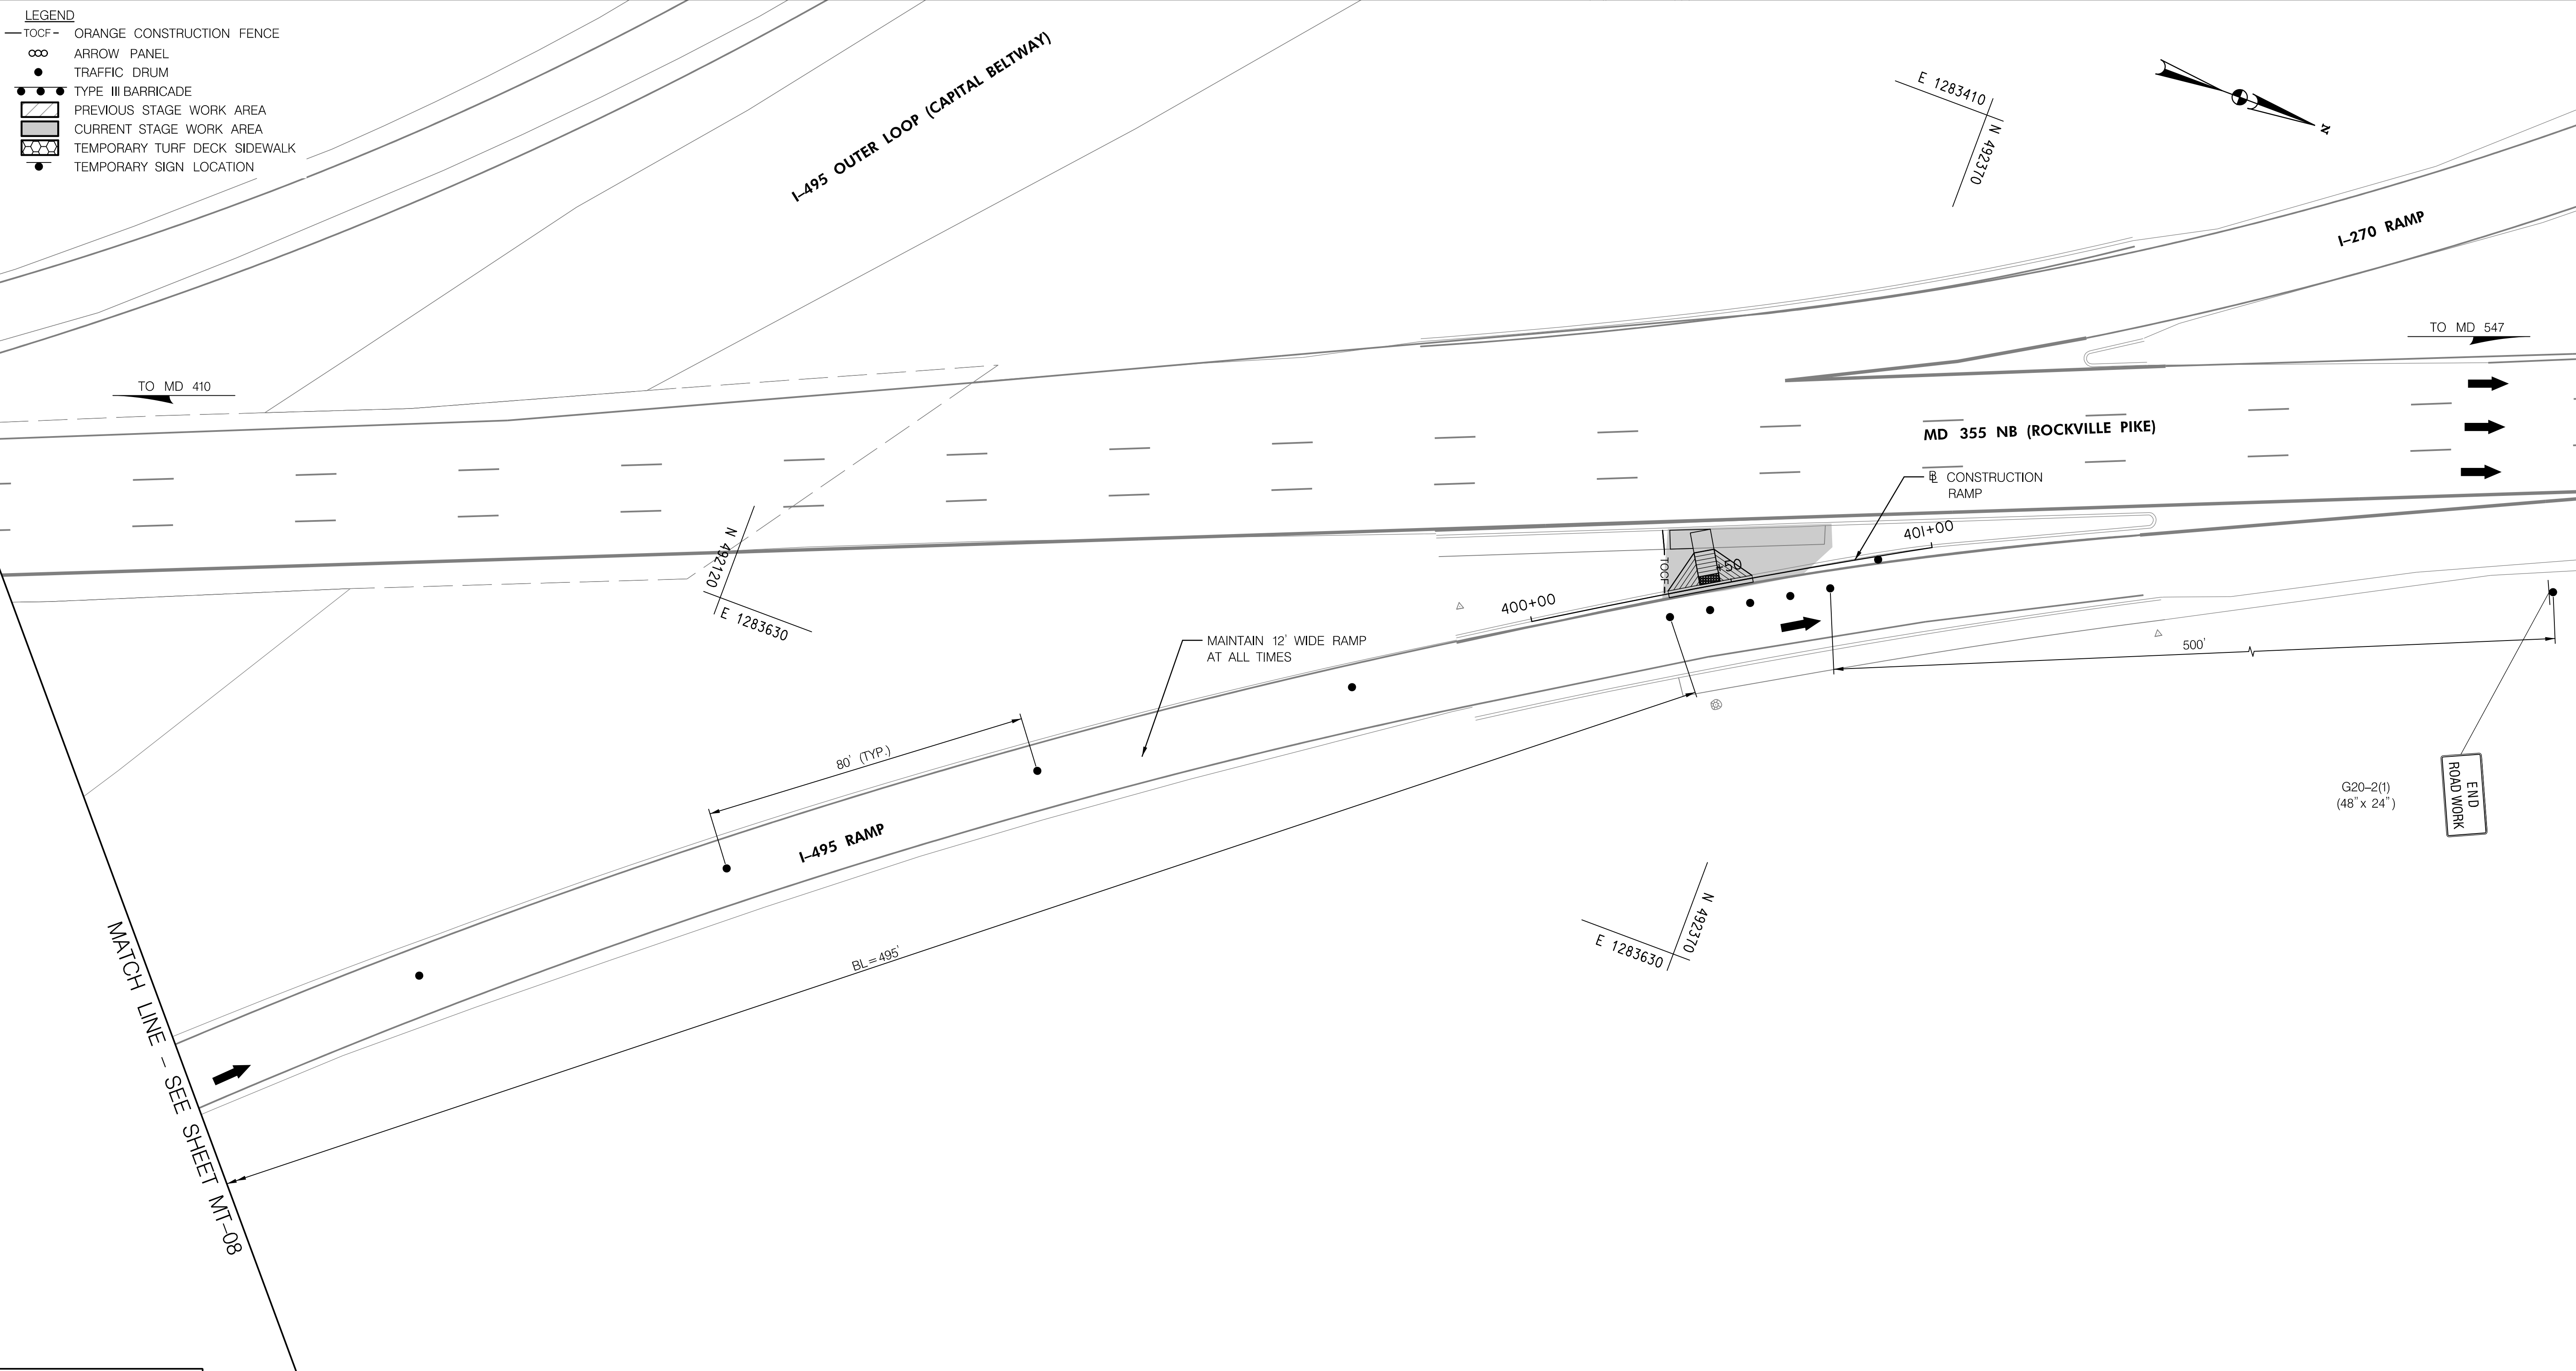 LEGEND
TOCF ORANGE CONSTRUCTION FENCE
ARROW PANEL
TRAFFIC DRUM
TYPE III BARRICADE
PREVIOUS STAGE WORK AREA
CURRENT STAGE WORK AREA
TEMPORARY TURF DECK SIDEWALK
TEMPORARY SIGN LOCATION
I-495 OUTER LOOP (CAPITAL BELTWAY)
E 1283410
N 492370
N
I-270 RAMP
TO MD 547
TO MD 410
MD 355 NB (ROCKVILLE PIKE)
℄ CONSTRUCTION
RAMP
401+00
+50
TOCF
400+00
N 492120
E 1283630
MAINTAIN 12' WIDE RAMP
AT ALL TIMES
500'
80' (TYP.)
I-495 RAMP
G20-2(1)
(48" x 24")
END
ROAD WORK
BL=495'
N 492370
E 1283630
MATCH LINE - SEE SHEET MT-08